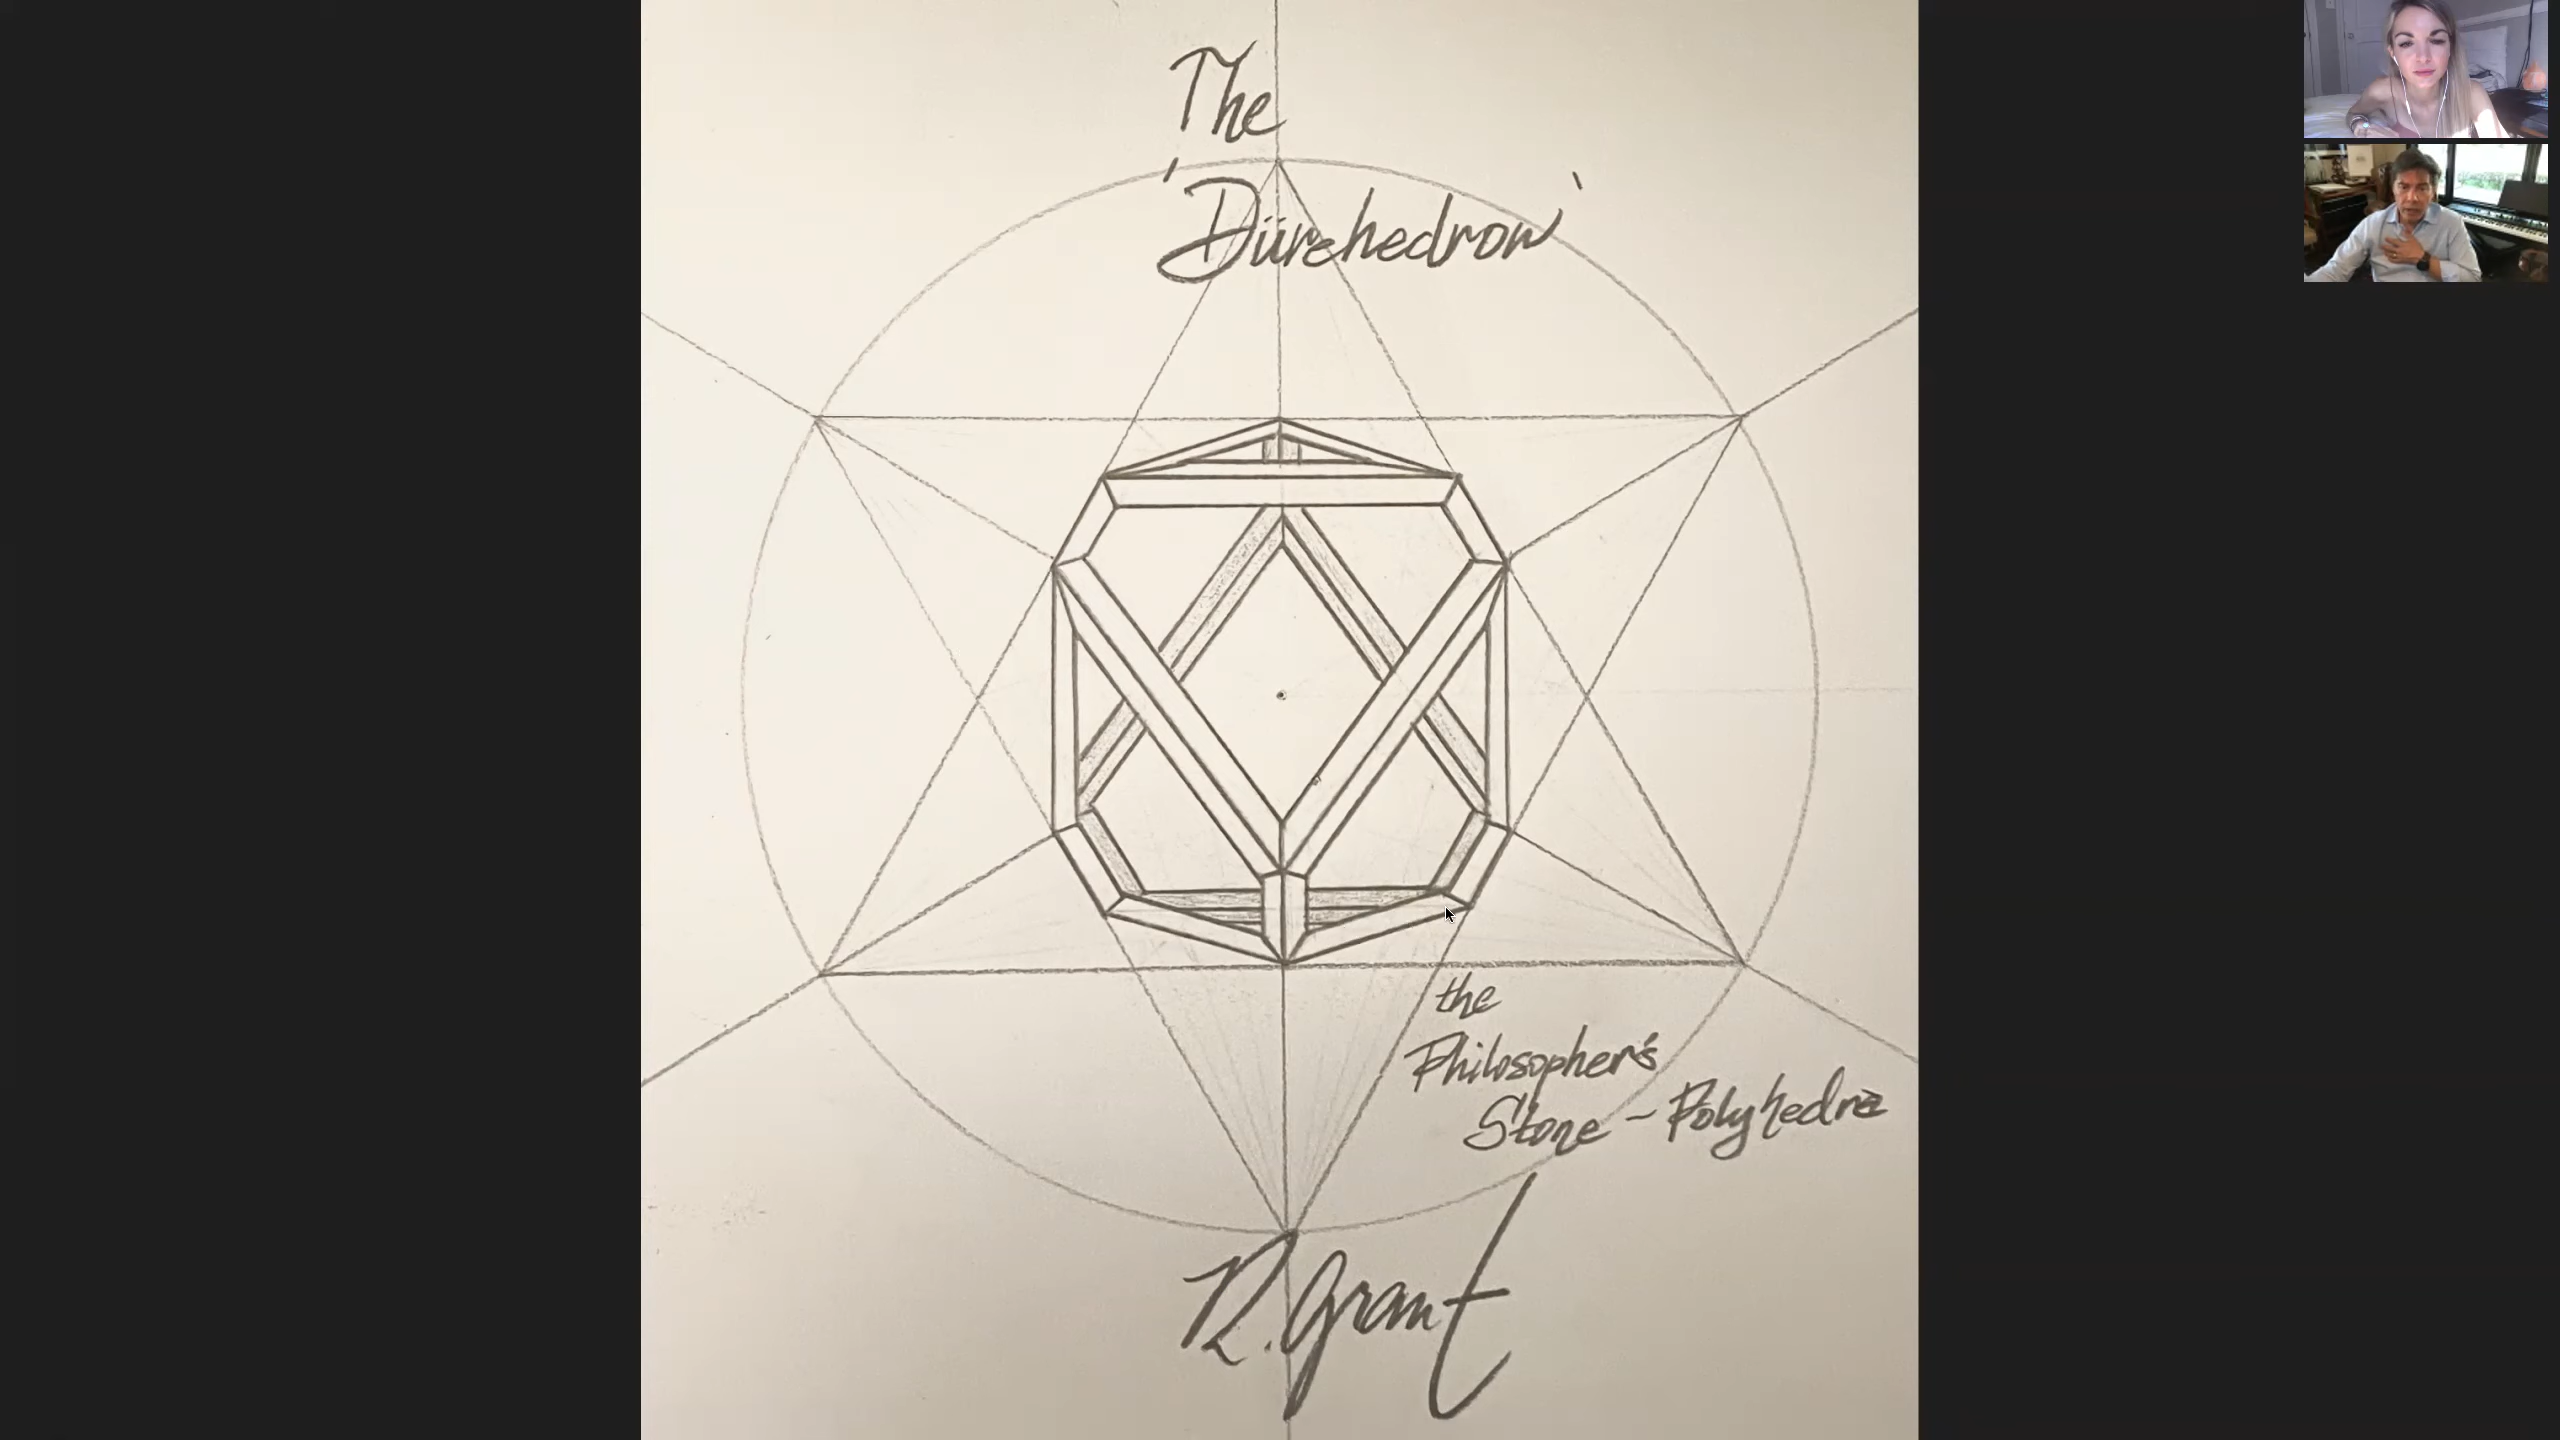 The
'Dürehedron'
the
Philosopher's
Stone - Polyhedra
R. Grant